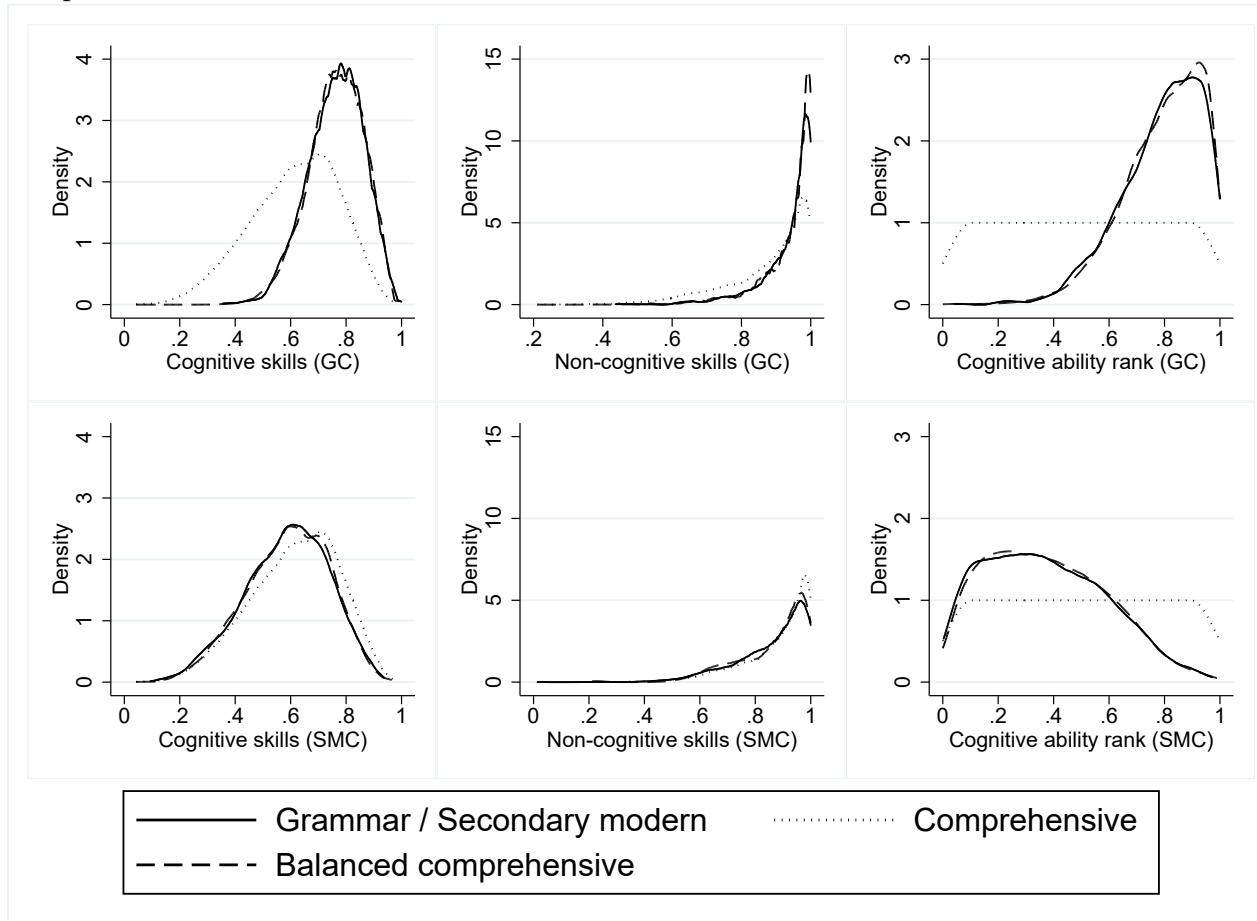 4
3
2
1
0
Density
0 .2 .4 .6 .8 1
Cognitive skills (GC)
15
10
5
0
Density
.2 .4 .6 .8 1
Non-cognitive skills (GC)
3
2
1
0
Density
0 .2 .4 .6 .8 1
Cognitive ability rank (GC)
4
3
2
1
0
Density
0 .2 .4 .6 .8 1
Cognitive skills (SMC)
15
10
5
0
Density
0 .2 .4 .6 .8 1
Non-cognitive skills (SMC)
3
2
1
0
Density
0 .2 .4 .6 .8 1
Cognitive ability rank (SMC)
Grammar / Secondary modern
Comprehensive
Balanced comprehensive